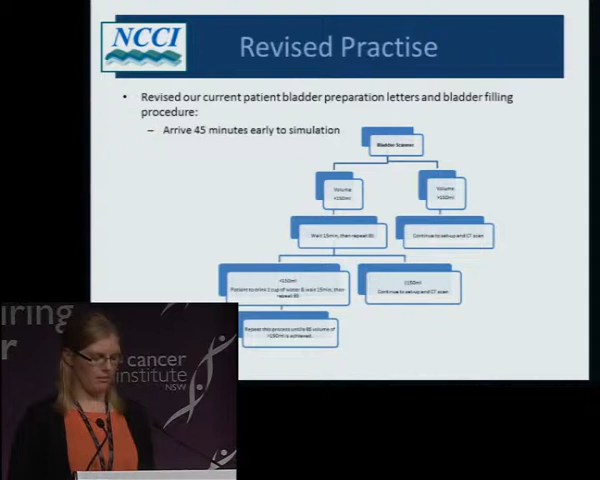 NCCI
Revised Practise
• Revised our current patient bladder preparation letters and bladder filling
procedure:
– Arrive 45 minutes early to simulation
Bladder Scanner
Volume
<150ml
Volume
>150ml
Wait 15min, then repeat BS
Continue to set-up and CT scan
<150ml
Patient to drink 1 cup of water & wait 15min, then
repeat BS
Continue to set-up and CT scan
Repeat this process until a BS volume of
>150ml is achieved.
iring
r
cancer
institute
NSW